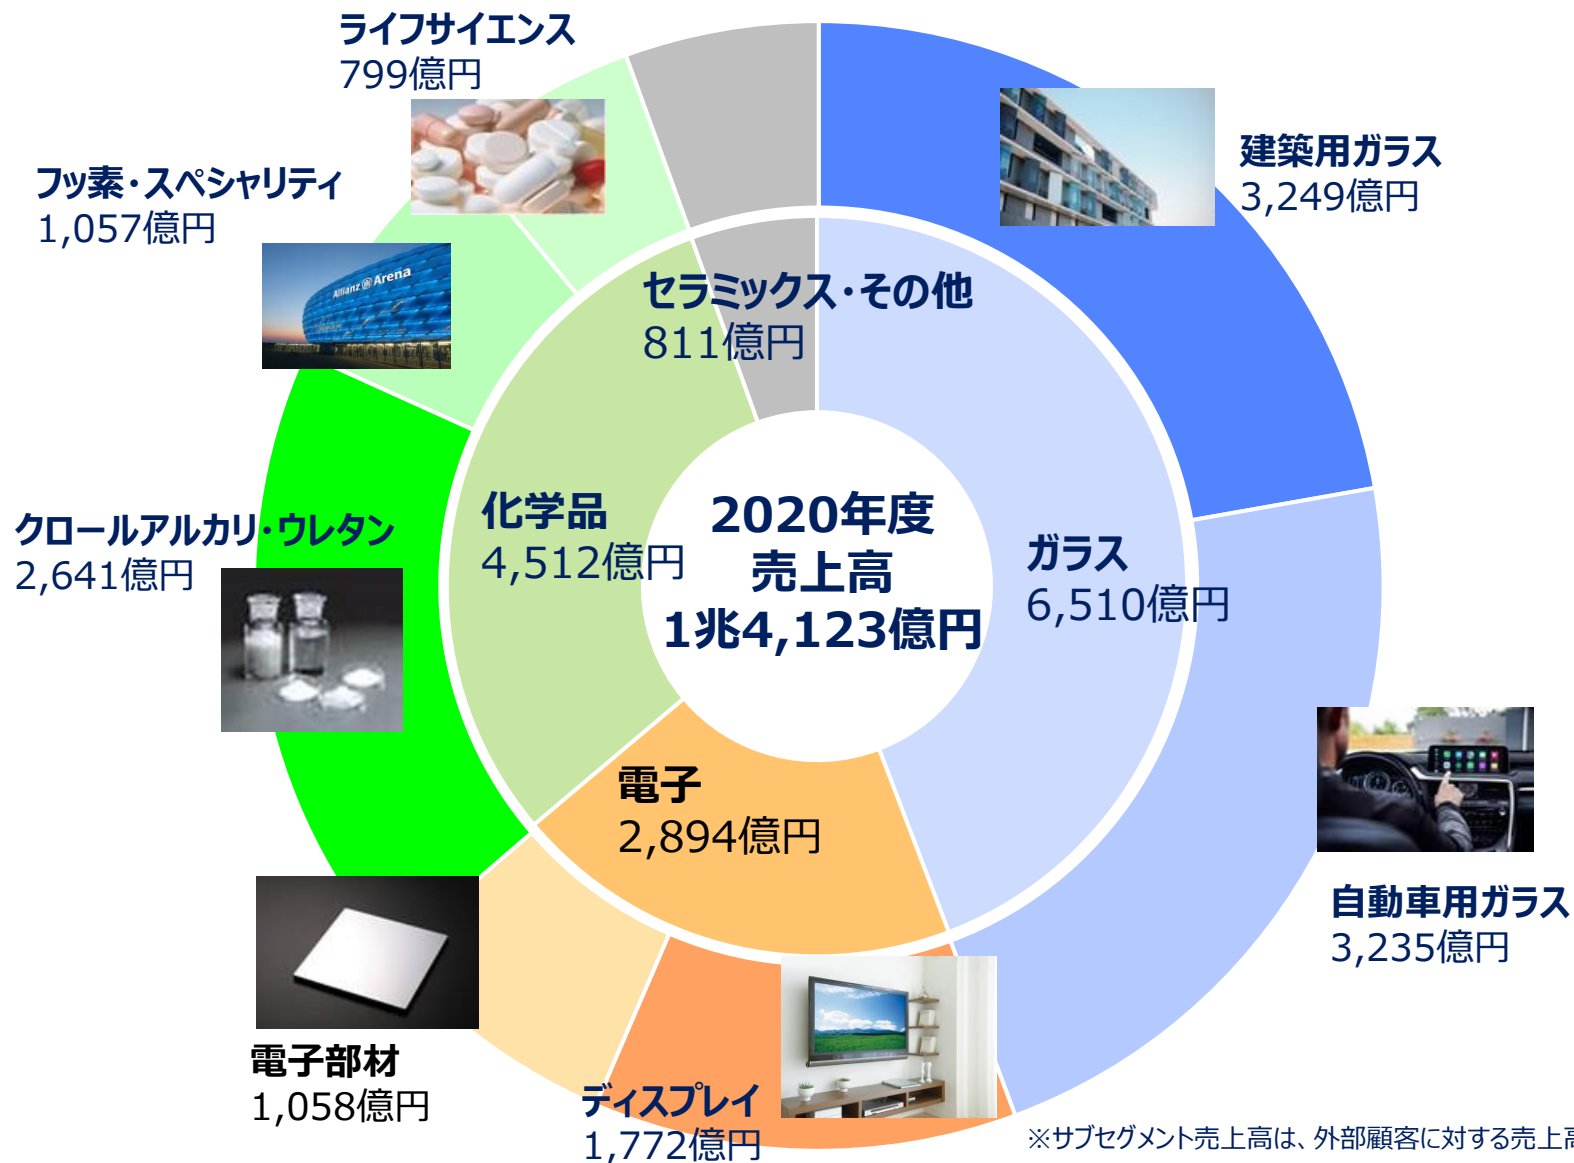 ライフサイエンス
799億円
フッ素・スペシャリティ
1,057億円
Allianz Arena
建築用ガラス
3,249億円
セラミックス・その他
811億円
クロールアルカリ・ウレタン
2,641億円
化学品
4,512億円
2020年度
売上高
1兆4,123億円
ガラス
6,510億円
電子
2,894億円
自動車用ガラス
3,235億円
電子部材
1,058億円
ディスプレイ
1,772億円
※サブセグメント売上高は、外部顧客に対する売上高